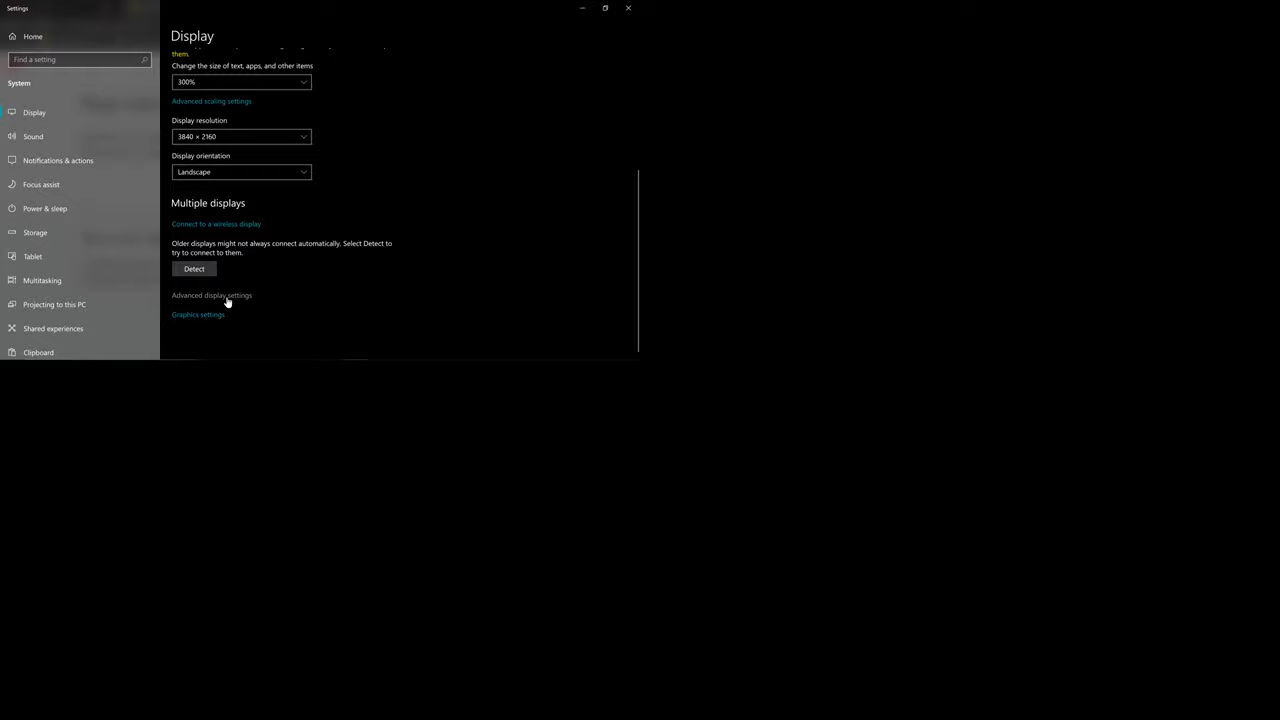 Settings
Home
Find a setting
System
Display
Sound
Notifications & actions
Focus assist
Power & sleep
Storage
Tablet
Multitasking
Projecting to this PC
Shared experiences
Clipboard
Display
them.
Change the size of text, apps, and other items
300%
Advanced scaling settings
Display resolution
3840 × 2160
Display orientation
Landscape
Multiple displays
Connect to a wireless display
Older displays might not always connect automatically. Select Detect to
try to connect to them.
Detect
Advanced display settings
Graphics settings